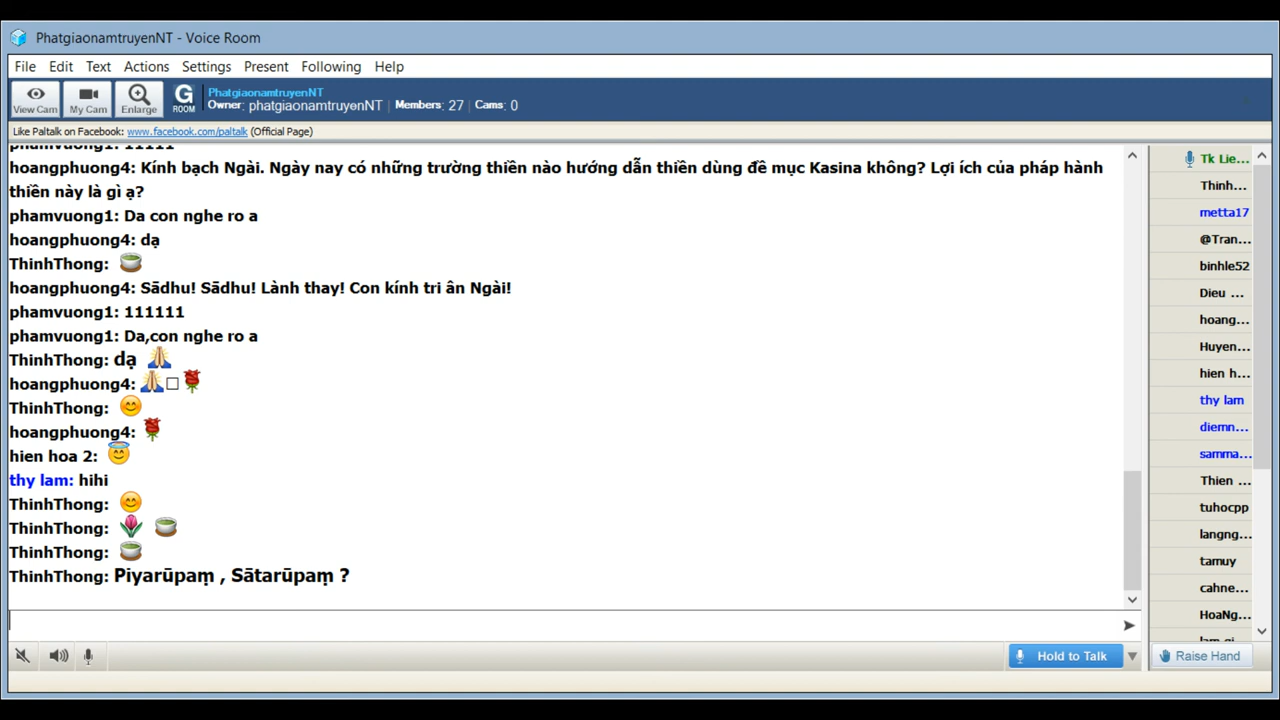 PhatgiaonamtruyenNT - Voice Room
File Edit Text Actions Settings Present Following Help
View Cam My Cam Enlarge G ROOM PhatgiaonamtruyenNT
Owner: phatgiaonamtruyenNT Members: 27 Cams: 0
Like Paltalk on Facebook: www.facebook.com/paltalk (Official Page)
phamvuong1: 11111
hoangphuong4: Kính bạch Ngài. Ngày nay có những trường thiền nào hướng dẫn thiền dùng đề mục Kasina không? Lợi ích của pháp hành
thiền này là gì ạ?
phamvuong1: Da con nghe ro a
hoangphuong4: dạ
ThinhThong: 🍵
hoangphuong4: Sādhu! Sādhu! Lành thay! Con kính tri ân Ngài!
phamvuong1: 111111
phamvuong1: Da,con nghe ro a
ThinhThong: dạ 🙏
hoangphuong4: 🙏□🌹
ThinhThong: 😊
hoangphuong4: 🌹
hien hoa 2: 😇
thy lam: hihi
ThinhThong: 😊
ThinhThong: 🌷 🍵
ThinhThong: 🍵
ThinhThong: Piyarūpaṃ , Sātarūpaṃ ?
Tk Lie...
Thinh...
metta17
@Tran...
binhle52
Dieu ...
hoang...
Huyen...
hien h...
thy lam
diemn...
samma...
Thien ...
tuhocpp
langng...
tamuy
cahne...
HoaNg...
Hold to Talk
Raise Hand